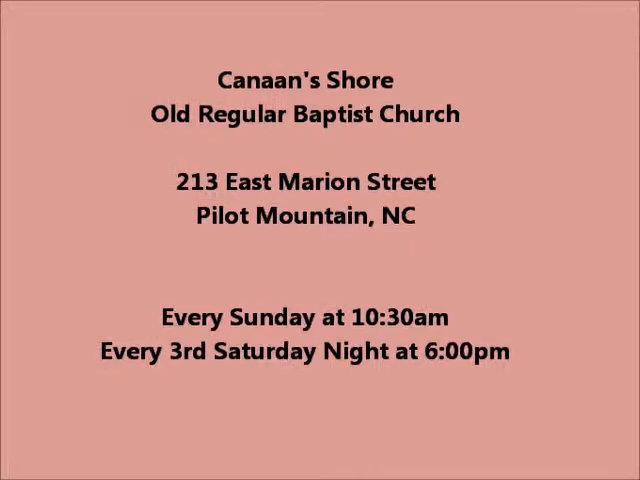 Canaan's Shore
Old Regular Baptist Church
213 East Marion Street
Pilot Mountain, NC
Every Sunday at 10:30am
Every 3rd Saturday Night at 6:00pm